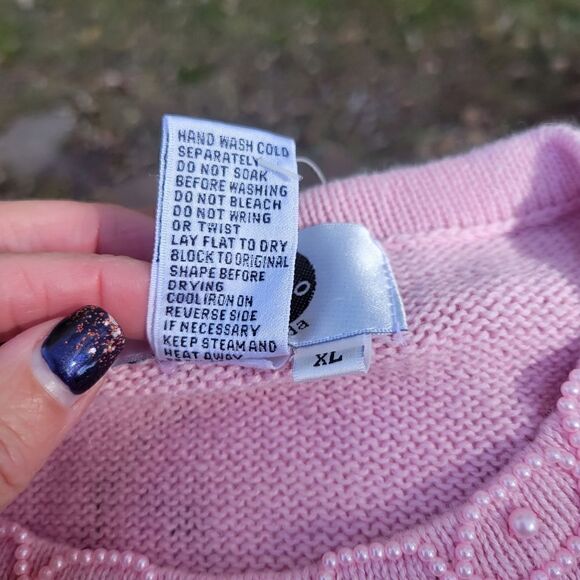 HAND WASH COLD
SEPARATELY
DO NOT SOAK
BEFORE WASHING
DO NOT BLEACH
DO NOT WRING
OR TWIST
LAY FLAT TO DRY
BLOCK TO ORIGINAL
SHAPE BEFORE
DRYING
COOL IRON ON
REVERSE SIDE
IF NECESSARY
KEEP STEAM AND
HEAT AWAY
XL